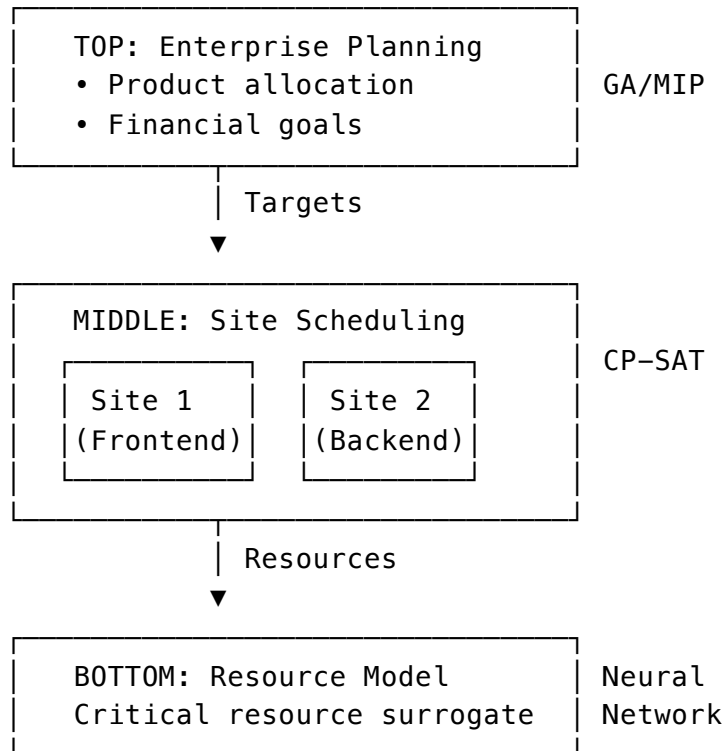 TOP: Enterprise Planning
• Product allocation GA/MIP
• Financial goals
Targets
MIDDLE: Site Scheduling
CP-SAT
Site 1 Site 2
(Frontend) (Backend)
Resources
BOTTOM: Resource Model Neural
Critical resource surrogate Network